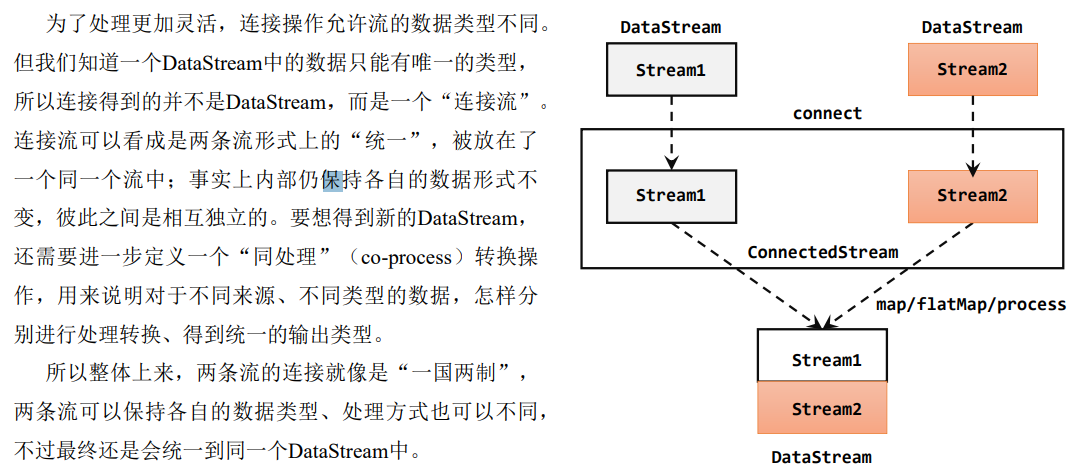 为了处理更加灵活，连接操作允许流的数据类型不同。
但我们知道一个DataStream中的数据只能有唯一的类型，
所以连接得到的并不是DataStream，而是一个“连接流”。
连接流可以看成是两条流形式上的“统一”，被放在了
一个同一个流中；事实上内部仍保持各自的数据形式不
变，彼此之间是相互独立的。要想得到新的DataStream，
还需要进一步定义一个“同处理”（co-process）转换操
作，用来说明对于不同来源、不同类型的数据，怎样分
别进行处理转换、得到统一的输出类型。
所以整体上来，两条流的连接就像是“一国两制”，
两条流可以保持各自的数据类型、处理方式也可以不同，
不过最终还是会统一到同一个DataStream中。
DataStream
DataStream
Stream1
Stream2
connect
Stream1
Stream2
ConnectedStream
map/flatMap/process
Stream1
Stream2
DataStream